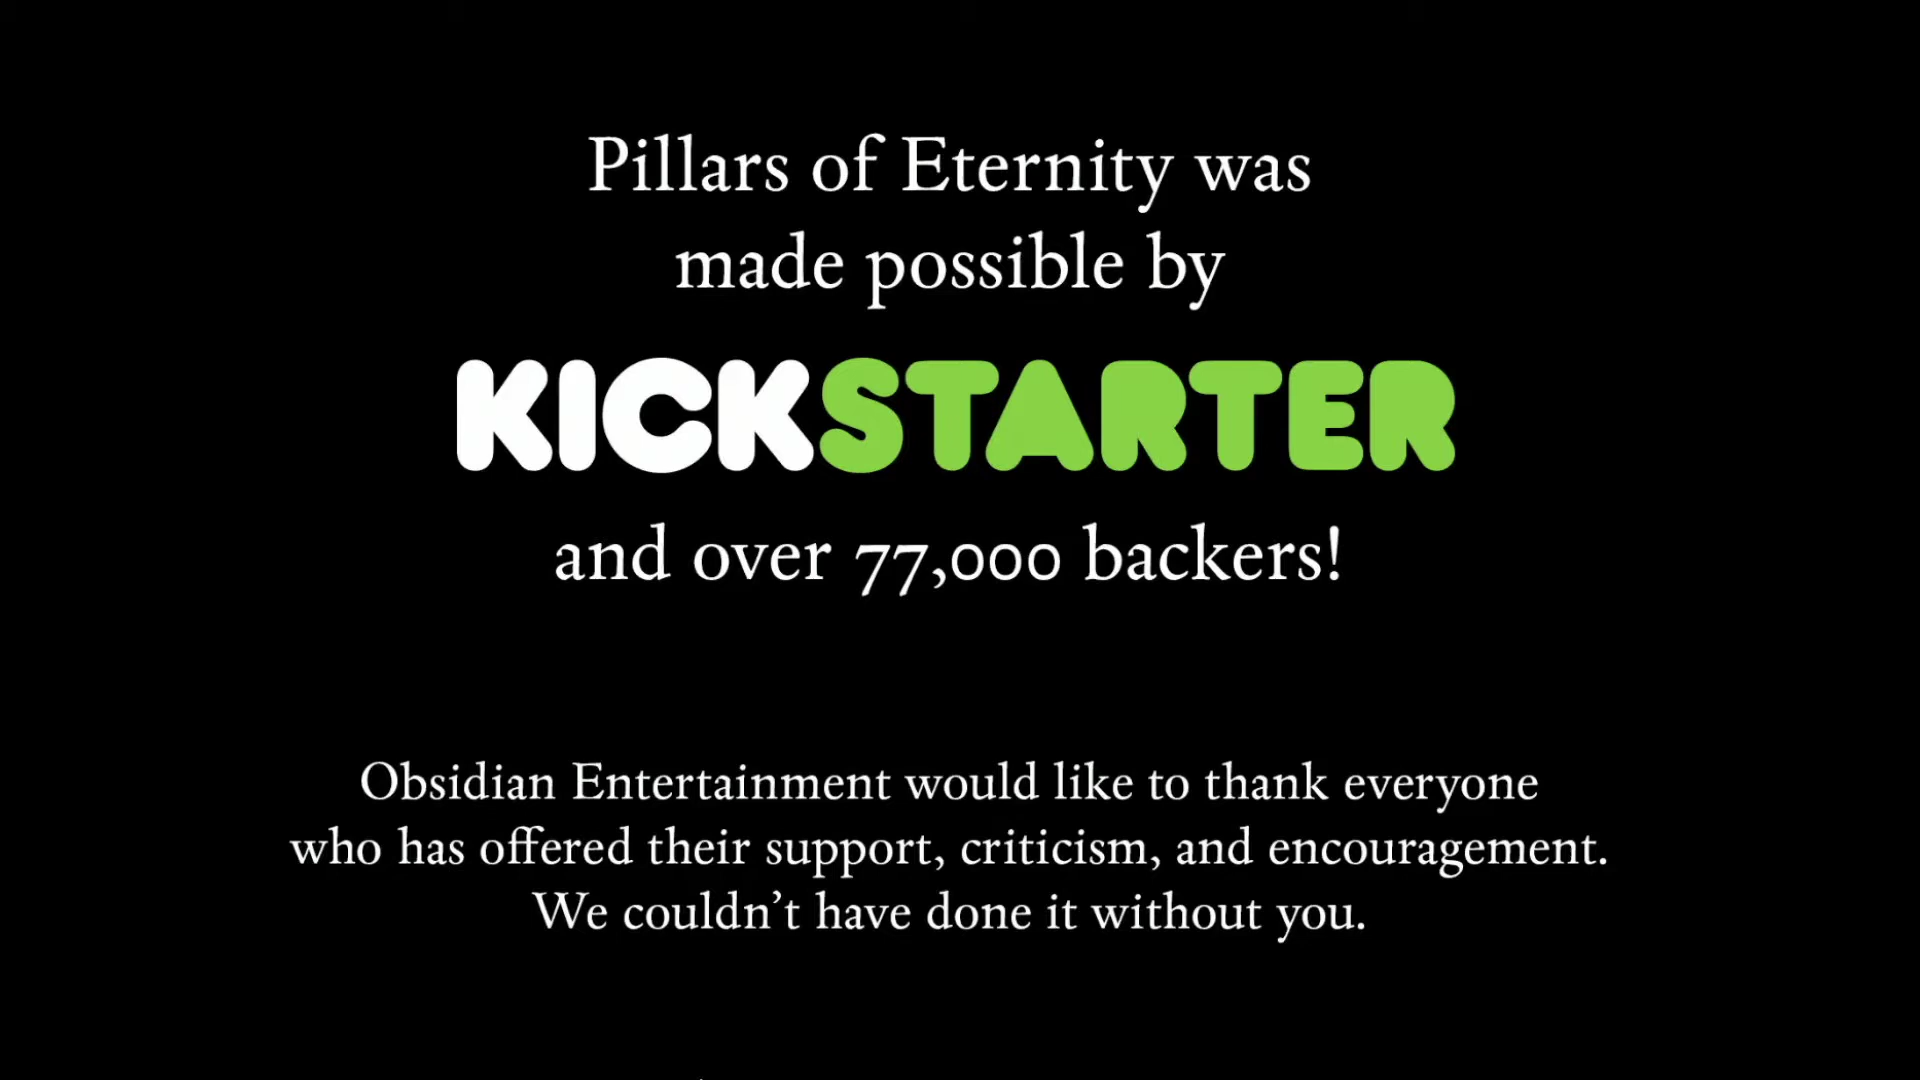 Pillars of Eternity was
made possible by
KICKSTARTER
and over 77,000 backers!
Obsidian Entertainment would like to thank everyone
who has offered their support, criticism, and encouragement.
We couldn’t have done it without you.